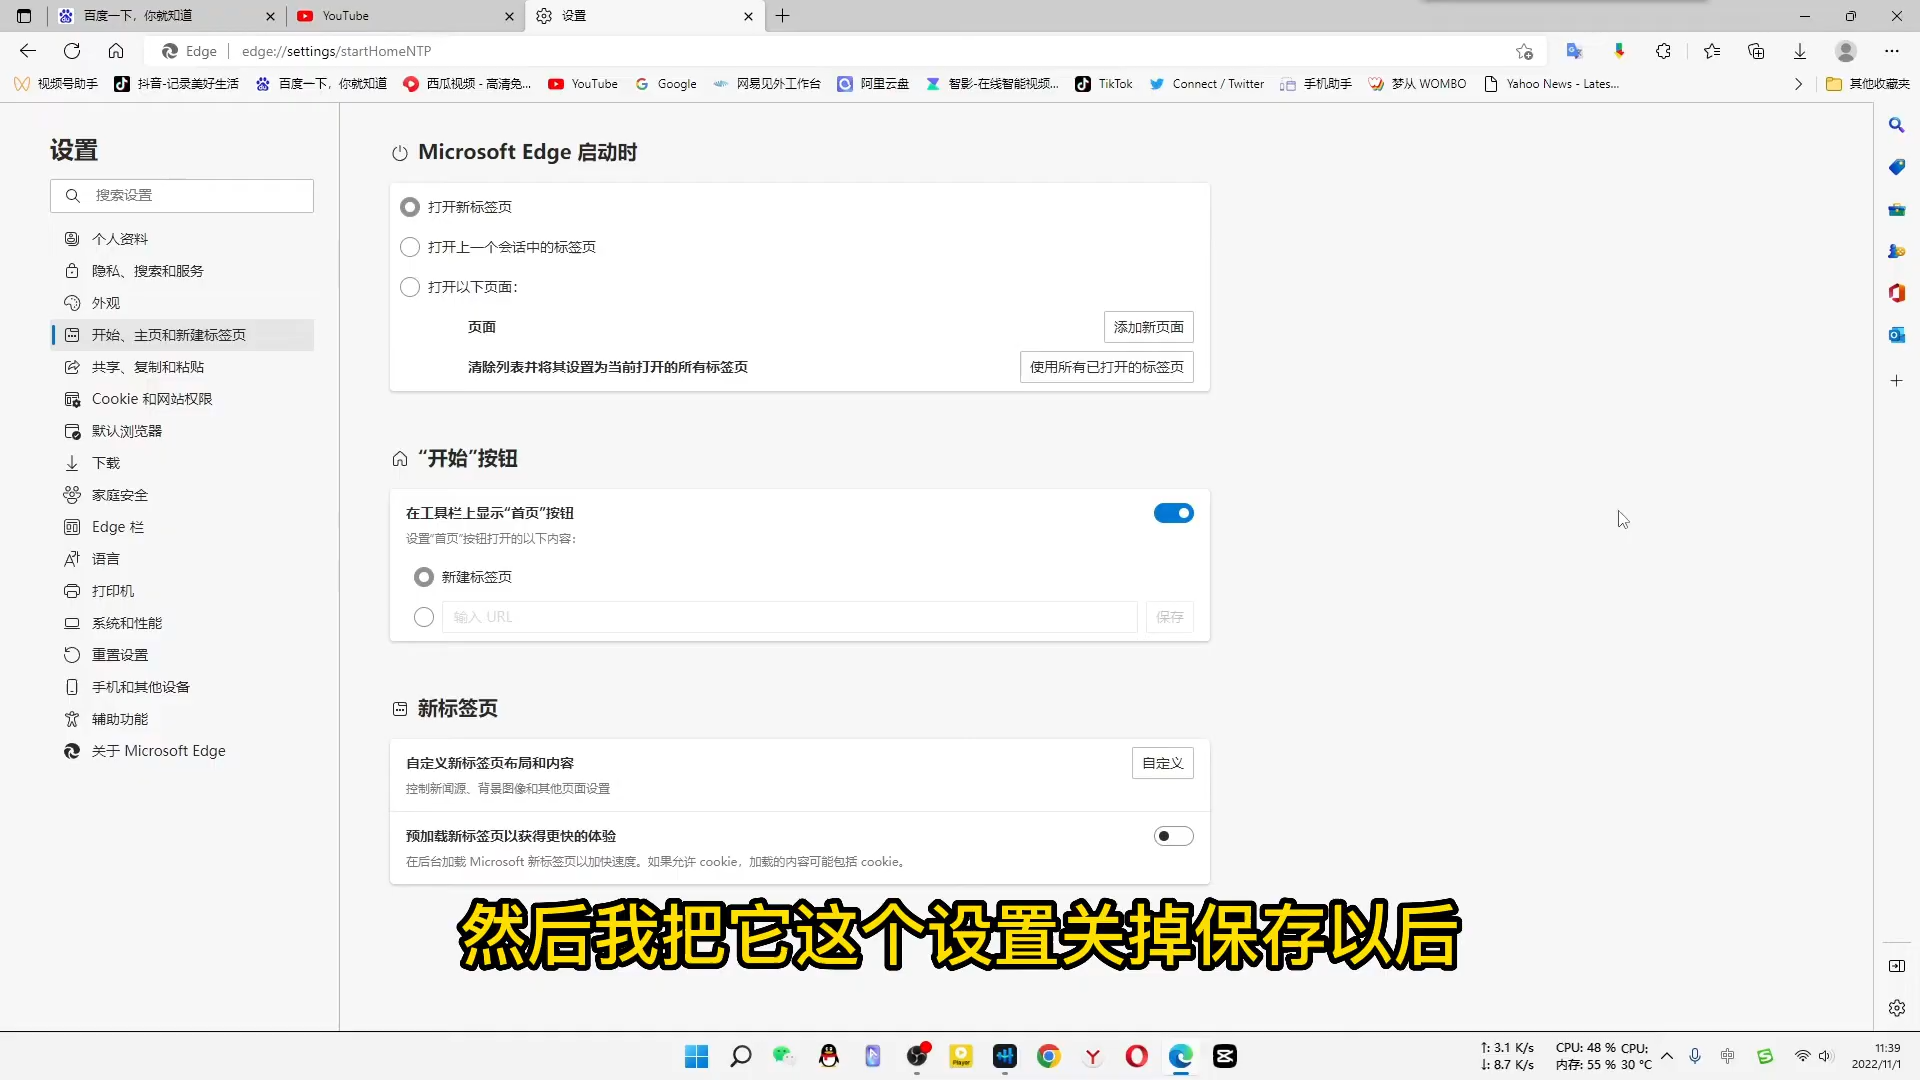 百度一下，你就知道
YouTube
设置
Edge
edge://settings/startHomeNTP
视频号助手
抖音-记录美好生活
百度一下，你就知道
西瓜视频 - 高清免...
YouTube
Google
网易见外工作台
阿里云盘
智影-在线智能视频...
TikTok
Connect / Twitter
手机助手
梦从 WOMBO
Yahoo News - Lates...
其他收藏夹
设置
搜索设置
个人资料
隐私、搜索和服务
外观
开始、主页和新建标签页
共享、复制和粘贴
Cookie 和网站权限
默认浏览器
下载
家庭安全
Edge 栏
语言
打印机
系统和性能
重置设置
手机和其他设备
辅助功能
关于 Microsoft Edge
Microsoft Edge 启动时
打开新标签页
打开上一个会话中的标签页
打开以下页面:
页面
添加新页面
清除列表并将其设置为当前打开的所有标签页
使用所有已打开的标签页
“开始”按钮
在工具栏上显示“首页”按钮
设置“首页”按钮打开的以下内容:
新建标签页
输入 URL
保存
新标签页
自定义新标签页布局和内容
自定义
控制新闻源、背景图像和其他页面设置
预加载新标签页以获得更快的体验
在后台加载 Microsoft 新标签页以加快速度。如果允许 cookie，加载的内容可能包括 cookie。
然后我把它这个设置关掉保存以后
↑: 3.1 K/s
↓: 8.7 K/s
CPU: 48 % CPU:
内存: 55 % 30 °C
中
11:39
2022/11/1